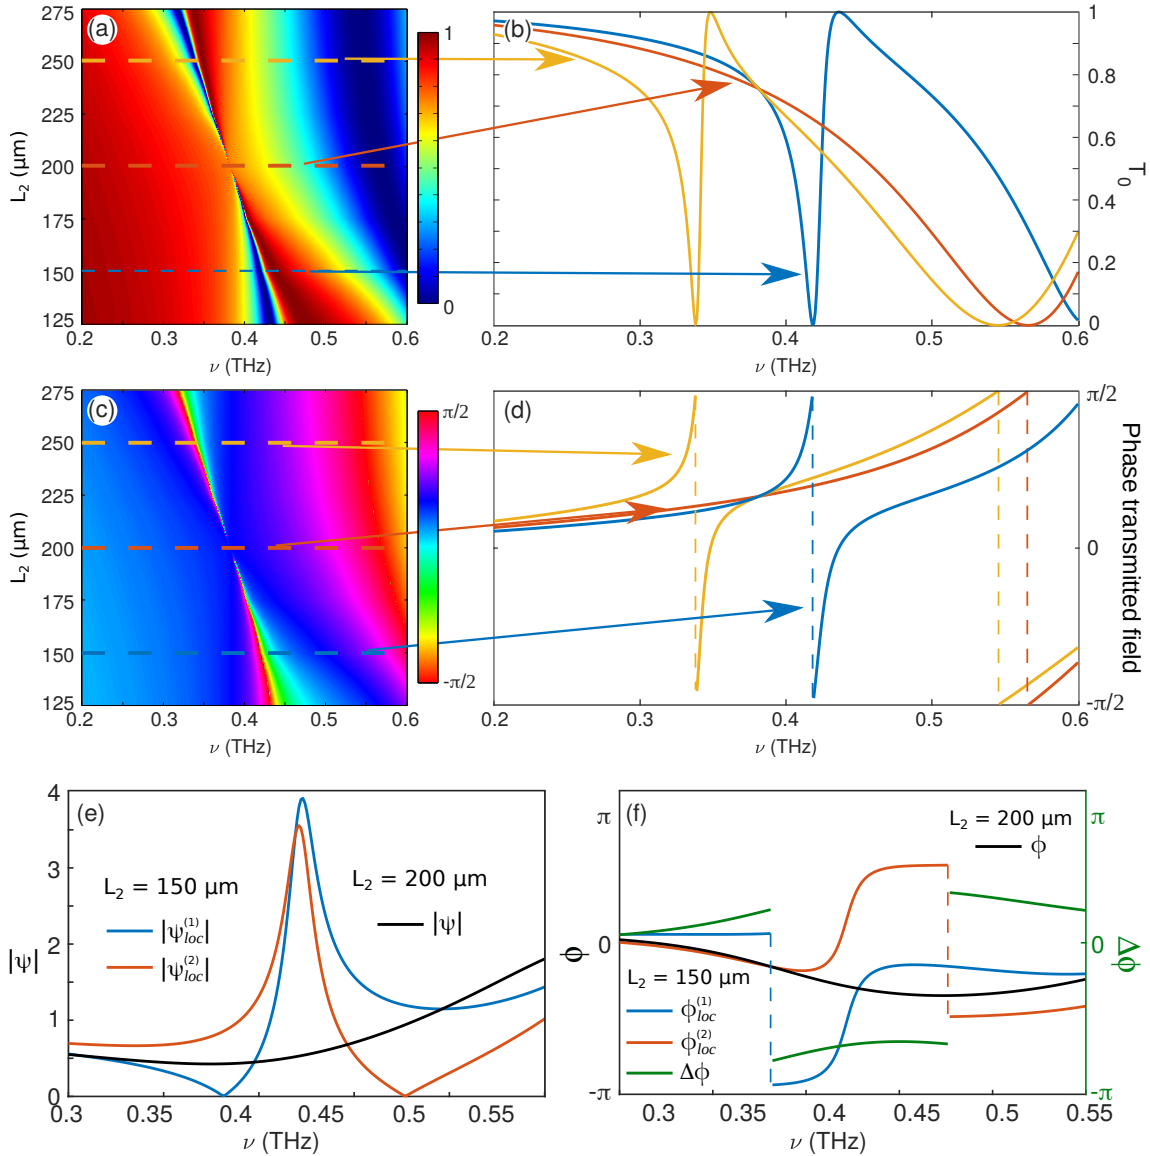 (a)
275
250
225
200
175
150
125
L2 (μm)
0.2 0.3 0.4 0.5 0.6
ν (THz)
1
0
(b)
1
0.8
0.6
0.4
0.2
0
T0
0.2 0.3 0.4 0.5 0.6
ν (THz)
(c)
275
250
225
200
175
150
125
L2 (μm)
0.2 0.3 0.4 0.5 0.6
ν (THz)
π/2
-π/2
(d)
π/2
0
-π/2
Phase transmitted field
0.2 0.3 0.4 0.5 0.6
ν (THz)
(e)
4
3
2
1
0
|ψ|
L2 = 150 μm
|ψloc(1)|
|ψloc(2)|
L2 = 200 μm
|ψ|
0.3 0.35 0.4 0.45 0.5 0.55
ν (THz)
(f)
π
0
-π
ϕ
L2 = 200 μm
ϕ
L2 = 150 μm
ϕloc(1)
ϕloc(2)
Δϕ
π
0
-π
Δϕ
0.3 0.35 0.4 0.45 0.5 0.55
ν (THz)